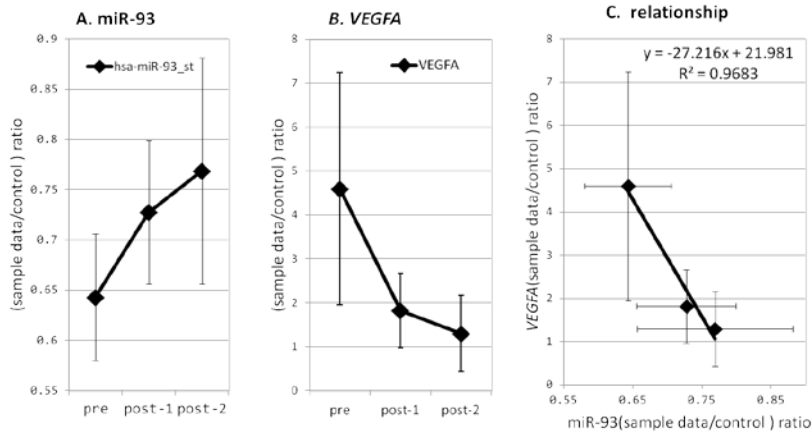 A. miR-93
(sample data/control ) ratio
0.9
0.85
0.8
0.75
0.7
0.65
0.6
0.55
hsa-miR-93_st
pre post-1 post-2
B. VEGFA
(sample data/control ) ratio
8
7
6
5
4
3
2
1
0
VEGFA
pre post-1 post-2
C. relationship
VEGFA(sample data/control ) ratio
8
7
6
5
4
3
2
1
0
y = -27.216x + 21.981
R² = 0.9683
0.55 0.65 0.75 0.85
miR-93(sample data/control ) ratio